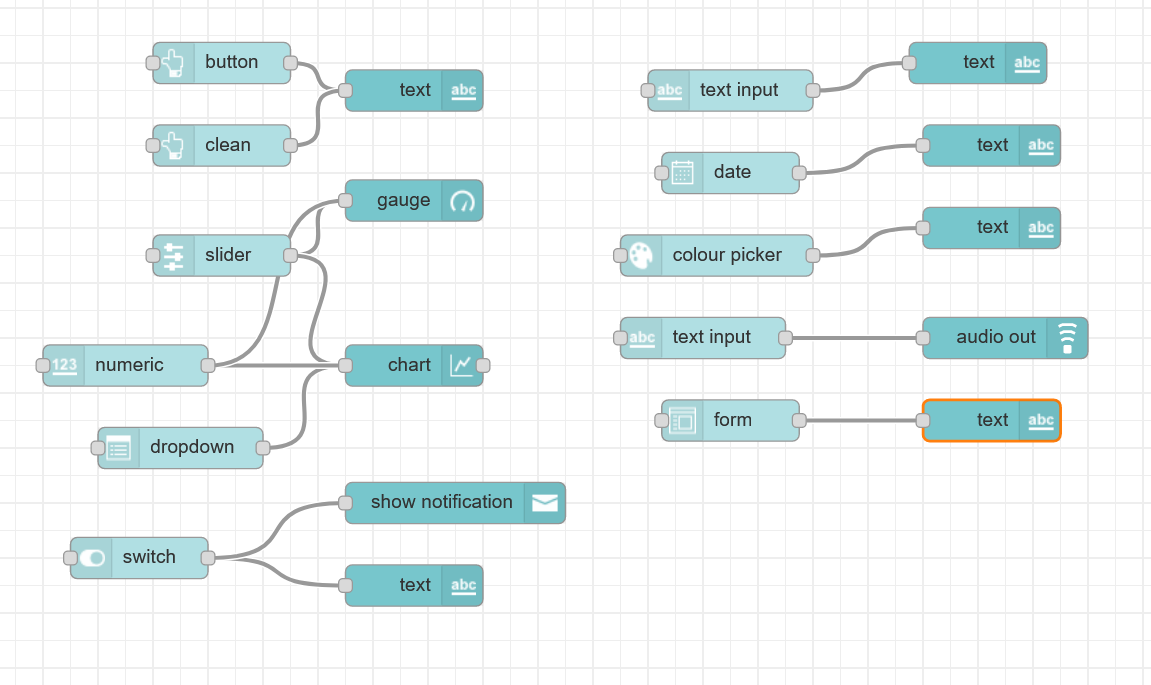 button
text abc
clean
gauge
slider
123 numeric
chart
dropdown
show notification
switch
text abc
text abc
abc text input
text abc
date
text abc
colour picker
abc text input
audio out
form
text abc